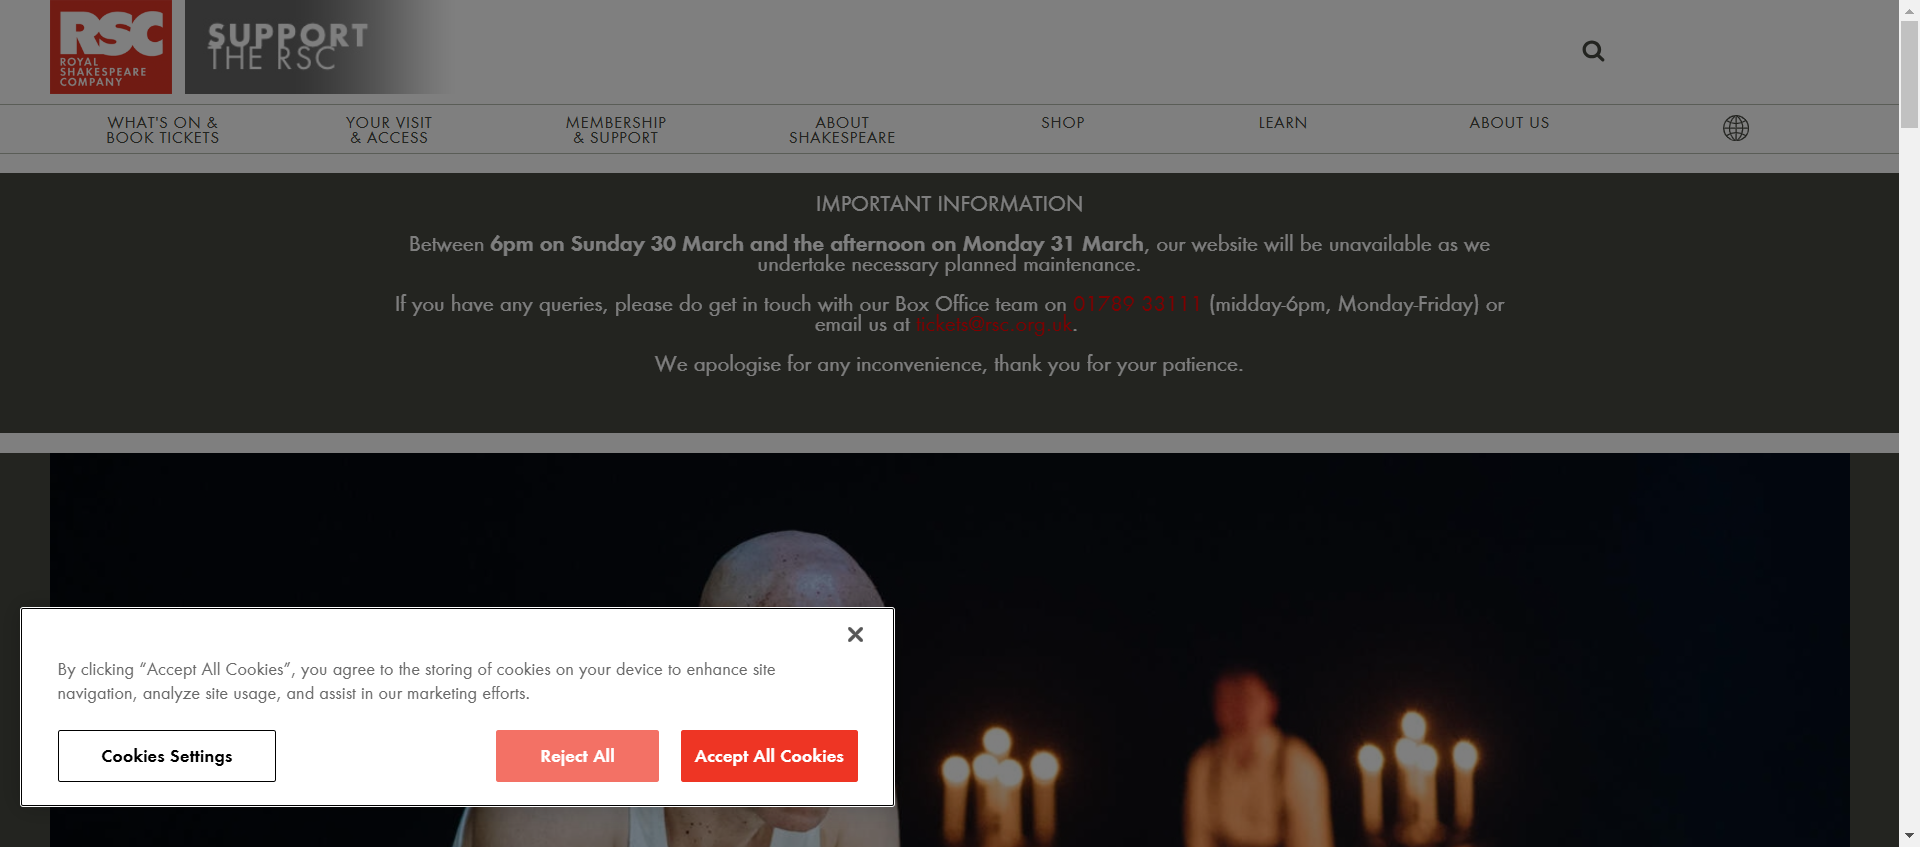 RSC
ROYAL
SHAKESPEARE
COMPANY
SUPPORT
THE RSC
WHAT'S ON &
BOOK TICKETS
YOUR VISIT
& ACCESS
MEMBERSHIP
& SUPPORT
ABOUT
SHAKESPEARE
SHOP
LEARN
ABOUT US
IMPORTANT INFORMATION
Between 6pm on Sunday 30 March and the afternoon on Monday 31 March, our website will be unavailable as we
undertake necessary planned maintenance.
If you have any queries, please do get in touch with our Box Office team on 01789 33111 (midday-6pm, Monday-Friday) or
email us at tickets@rsc.org.uk.
We apologise for any inconvenience, thank you for your patience.
By clicking “Accept All Cookies”, you agree to the storing of cookies on your device to enhance site
navigation, analyze site usage, and assist in our marketing efforts.
Cookies Settings
Reject All
Accept All Cookies